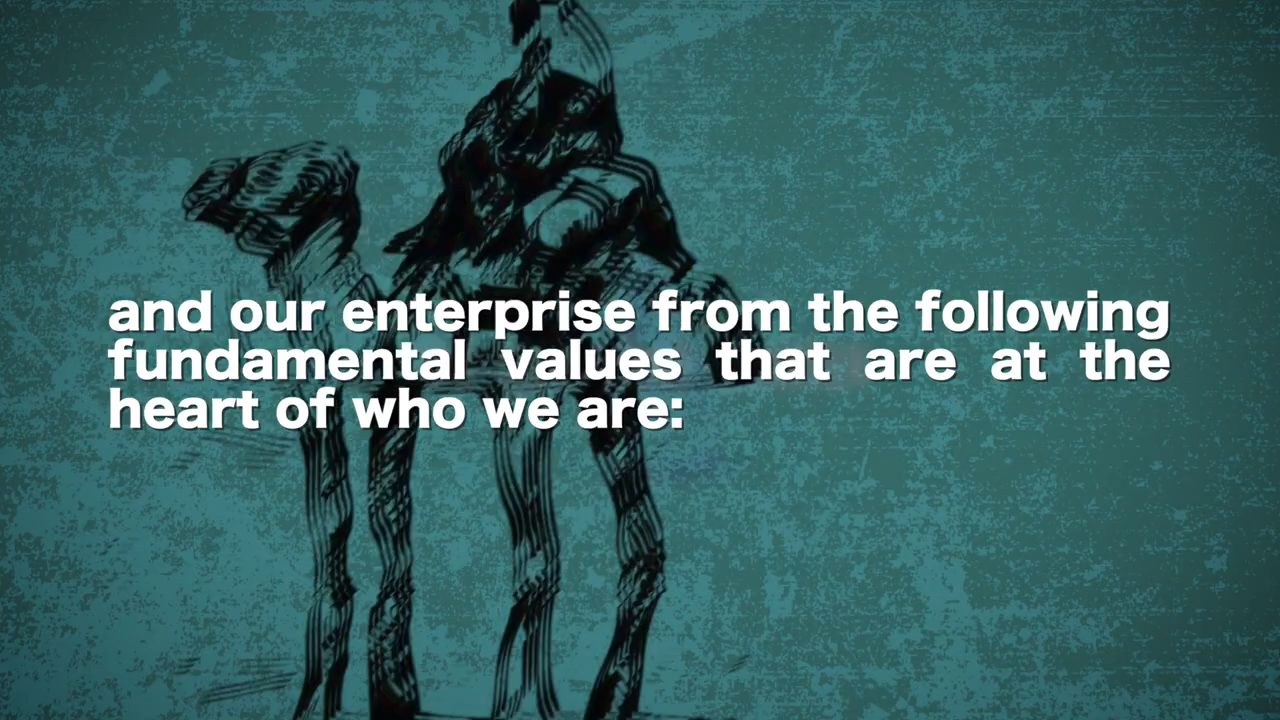 and our enterprise from the following
fundamental values that are at the
heart of who we are: